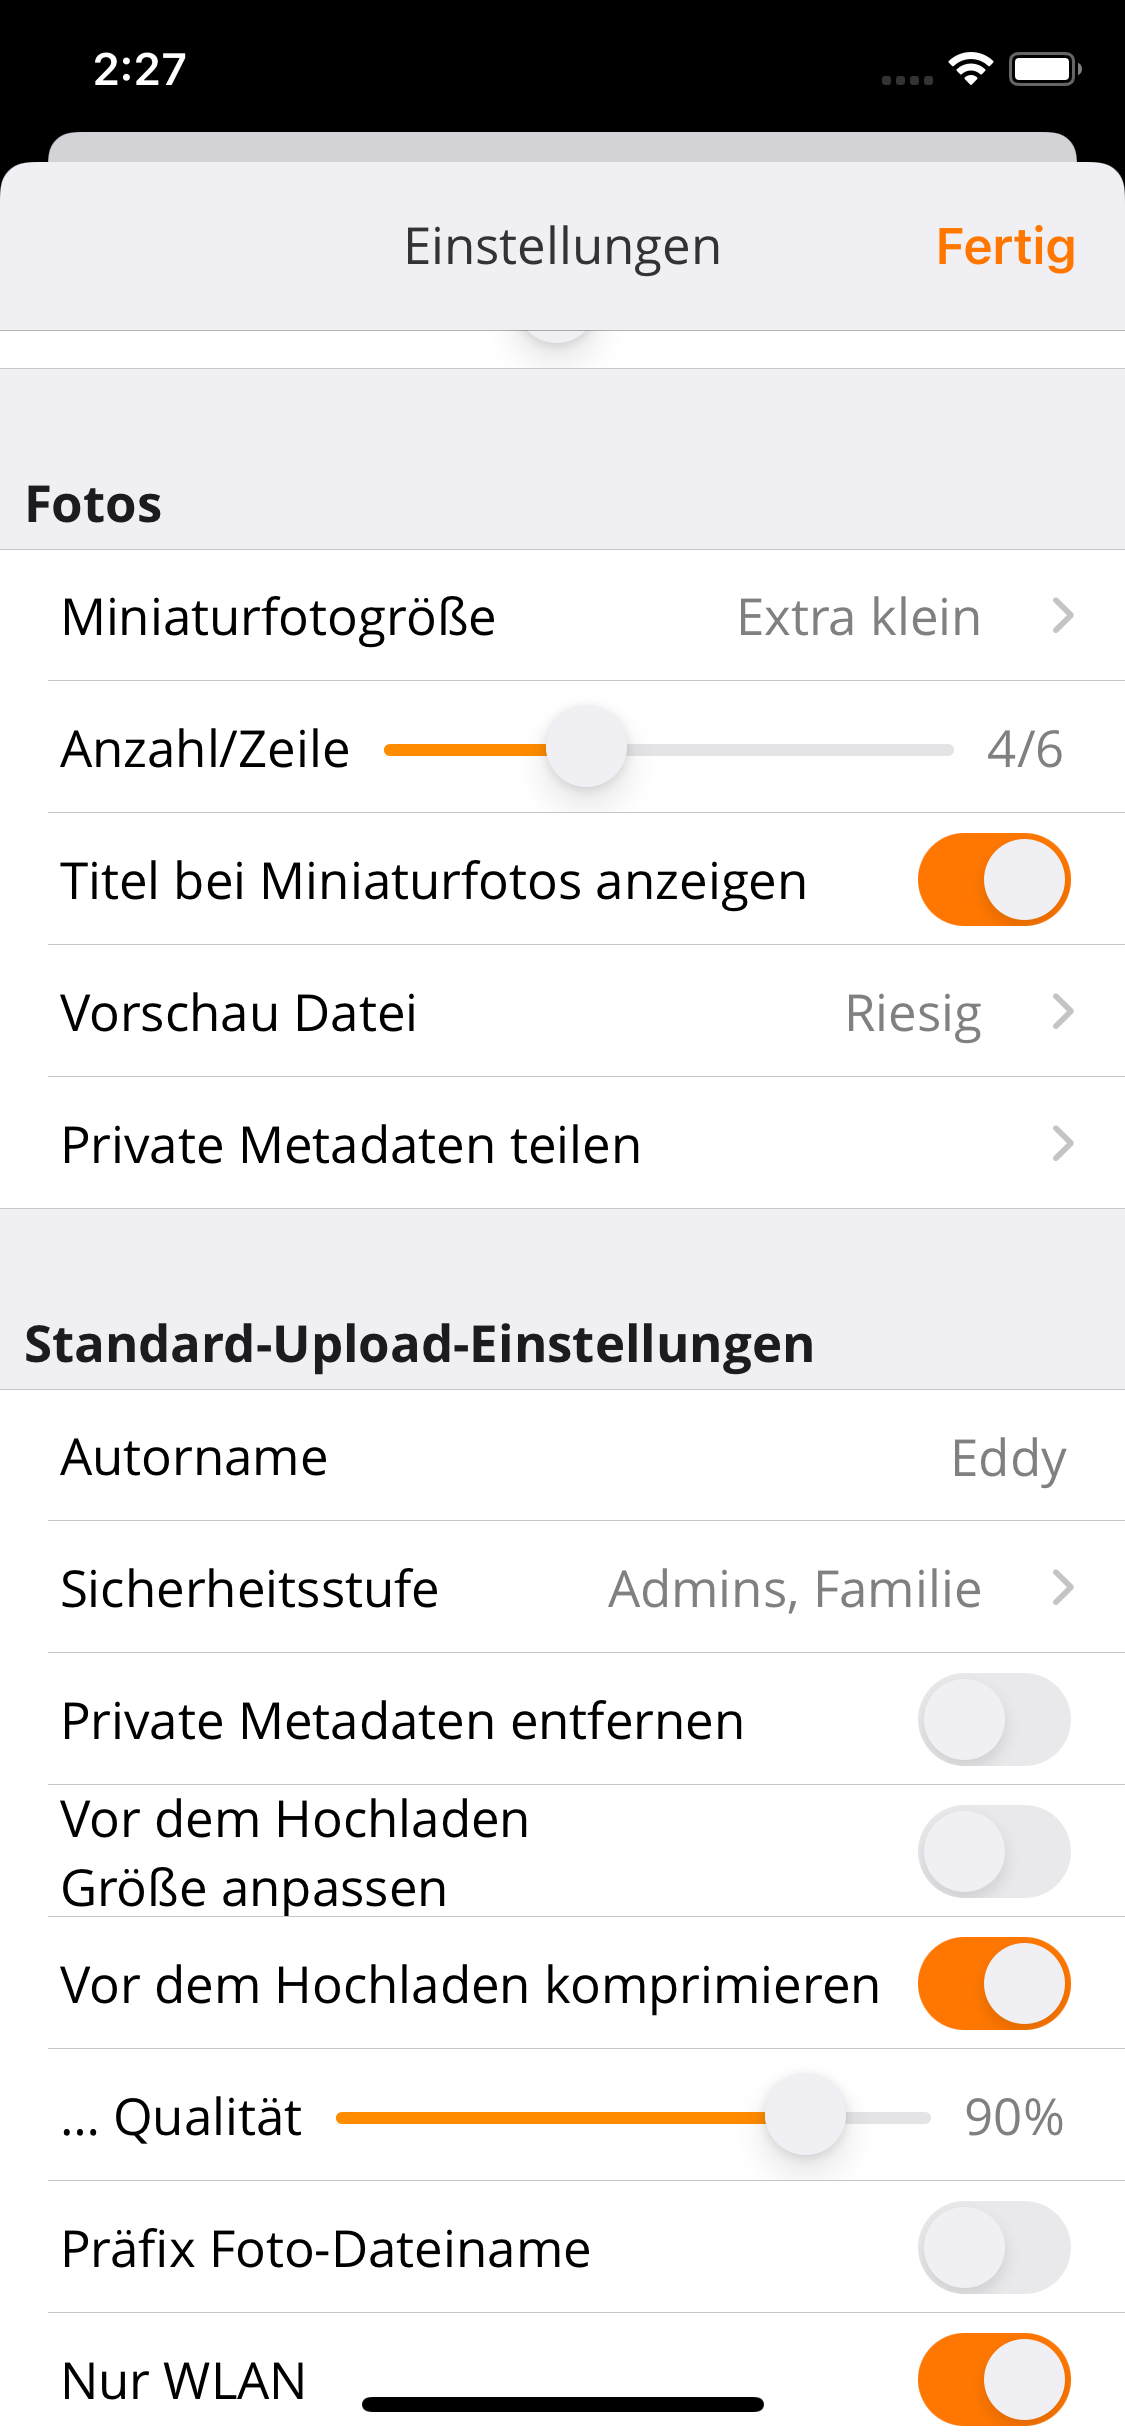 2:27
Einstellungen
Fertig
Fotos
Miniaturfotogröße
Extra klein
Anzahl/Zeile
4/6
Titel bei Miniaturfotos anzeigen
Vorschau Datei
Riesig
Private Metadaten teilen
Standard-Upload-Einstellungen
Autorname
Eddy
Sicherheitsstufe
Admins, Familie
Private Metadaten entfernen
Vor dem Hochladen
Größe anpassen
Vor dem Hochladen komprimieren
... Qualität
90%
Präfix Foto-Dateiname
Nur WLAN